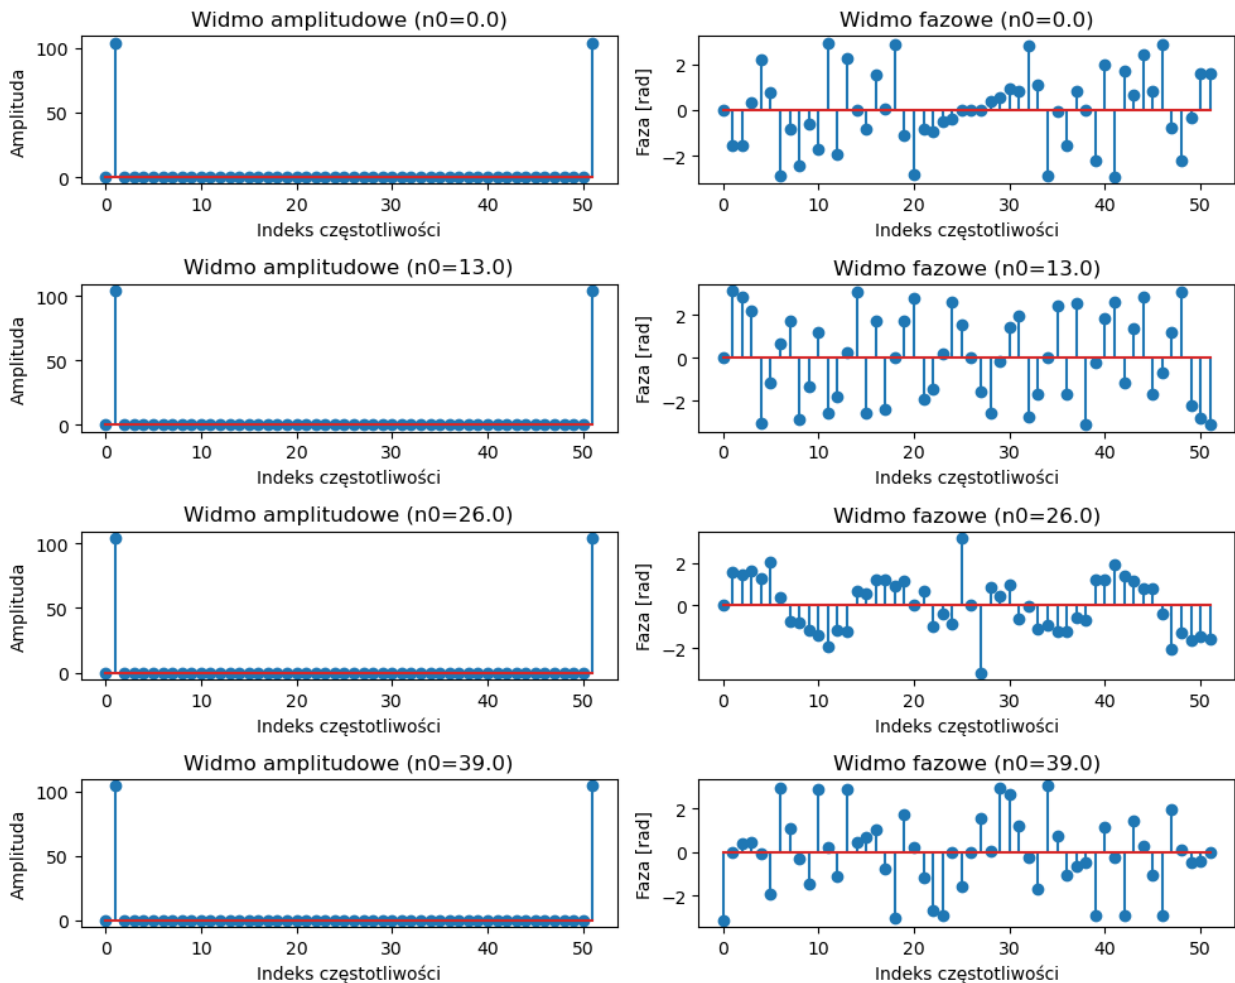 Widmo amplitudowe (n0=0.0)
Amplituda
100
50
0
0 10 20 30 40 50
Indeks częstotliwości
Widmo fazowe (n0=0.0)
Faza [rad]
2
0
−2
0 10 20 30 40 50
Indeks częstotliwości
Widmo amplitudowe (n0=13.0)
Amplituda
100
50
0
0 10 20 30 40 50
Indeks częstotliwości
Widmo fazowe (n0=13.0)
Faza [rad]
2
0
−2
0 10 20 30 40 50
Indeks częstotliwości
Widmo amplitudowe (n0=26.0)
Amplituda
100
50
0
0 10 20 30 40 50
Indeks częstotliwości
Widmo fazowe (n0=26.0)
Faza [rad]
2
0
−2
0 10 20 30 40 50
Indeks częstotliwości
Widmo amplitudowe (n0=39.0)
Amplituda
100
50
0
0 10 20 30 40 50
Indeks częstotliwości
Widmo fazowe (n0=39.0)
Faza [rad]
2
0
−2
0 10 20 30 40 50
Indeks częstotliwości